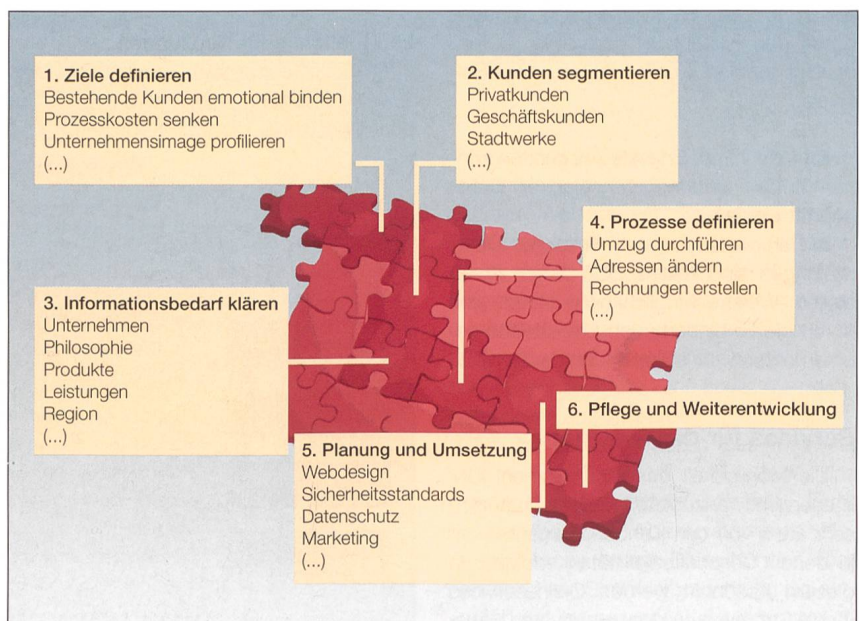 1. Ziele definieren
Bestehende Kunden emotional binden
Prozesskosten senken
Unternehmensimage profilieren
(...)
2. Kunden segmentieren
Privatkunden
Geschäftskunden
Stadtwerke
(...)
3. Informationsbedarf klären
Unternehmen
Philosophie
Produkte
Leistungen
Region
(...)
4. Prozesse definieren
Umzug durchführen
Adressen ändern
Rechnungen erstellen
(...)
5. Planung und Umsetzung
Webdesign
Sicherheitsstandards
Datenschutz
Marketing
(...)
6. Pflege und Weiterentwicklung